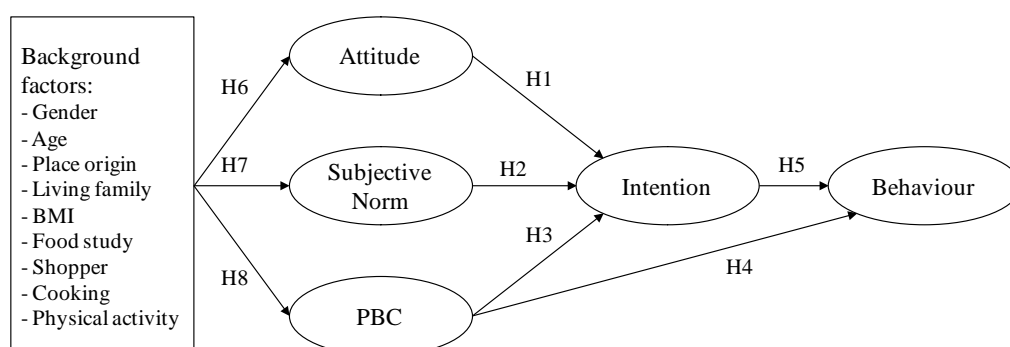 Background
factors:
- Gender
- Age
- Place origin
- Living family
- BMI
- Food study
- Shopper
- Cooking
- Physical activity
H6
H7
H8
Attitude
Subjective
Norm
PBC
H1
H2
H3
H4
Intention
H5
Behaviour